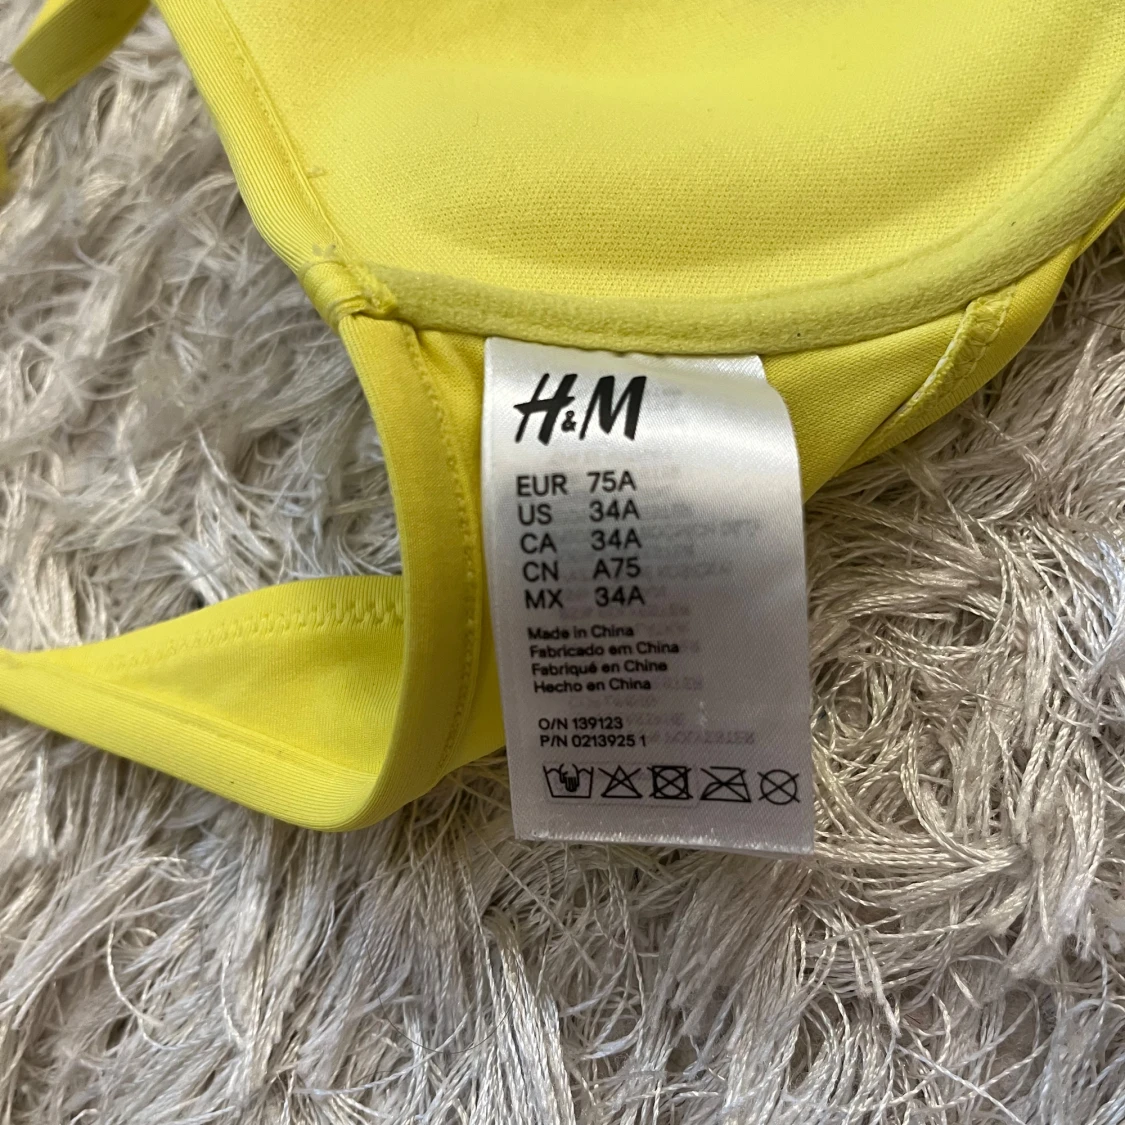 H&M
EUR 75A
US 34A
CA 34A
CN A75
MX 34A
Made in China
Fabricado em China
Fabriqué en Chine
Hecho en China
O/N 139123
P/N 0213925 1